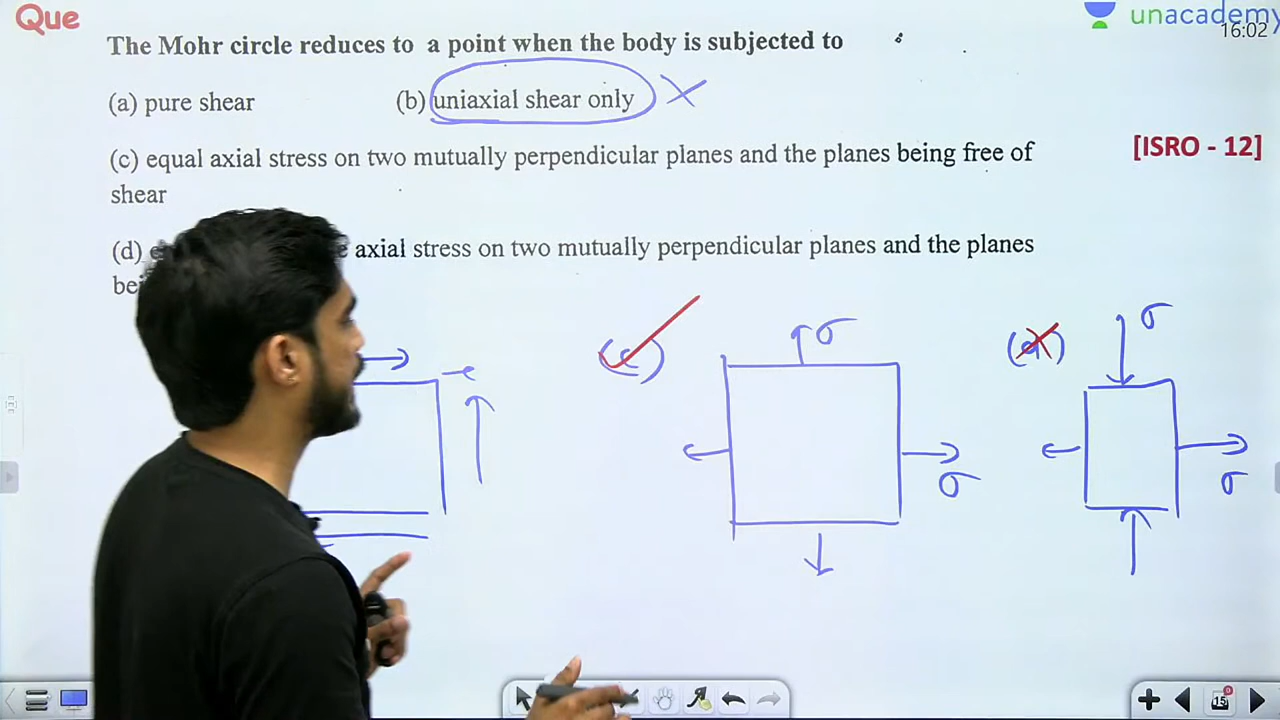 Que
unacademy
16:02
The Mohr circle reduces to a point when the body is subjected to
(a) pure shear
(b) uniaxial shear only
(c) equal axial stress on two mutually perpendicular planes and the planes being free of
shear
[ISRO - 12]
(d) axial stress on two mutually perpendicular planes and the planes
(c)
σ
σ
(d)
σ
σ
15